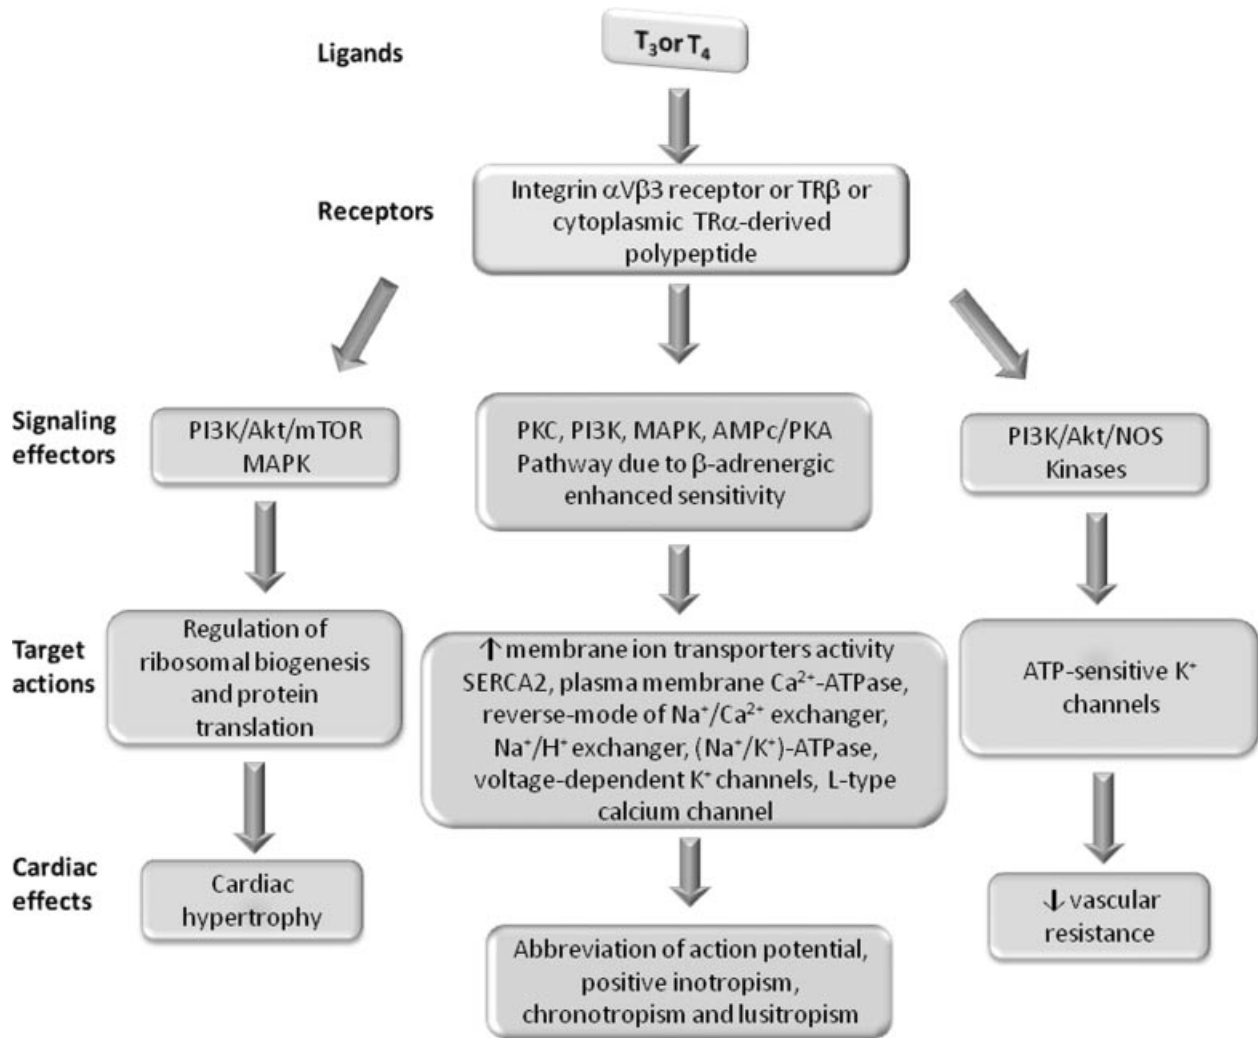 Ligands
T₃or T₄
Receptors
Integrin αVβ3 receptor or TRβ or
cytoplasmic TRα-derived
polypeptide
Signaling
effectors
PI3K/Akt/mTOR
MAPK
PKC, PI3K, MAPK, AMPc/PKA
Pathway due to β-adrenergic
enhanced sensitivity
PI3K/Akt/NOS
Kinases
Target
actions
Regulation of
ribosomal biogenesis
and protein
translation
↑ membrane ion transporters activity
SERCA2, plasma membrane Ca²⁺-ATPase,
reverse-mode of Na⁺/Ca²⁺ exchanger,
Na⁺/H⁺ exchanger, (Na⁺/K⁺)-ATPase,
voltage-dependent K⁺ channels, L-type
calcium channel
ATP-sensitive K⁺
channels
Cardiac
effects
Cardiac
hypertrophy
Abbreviation of action potential,
positive inotropism,
chronotropism and lusitropism
↓ vascular
resistance